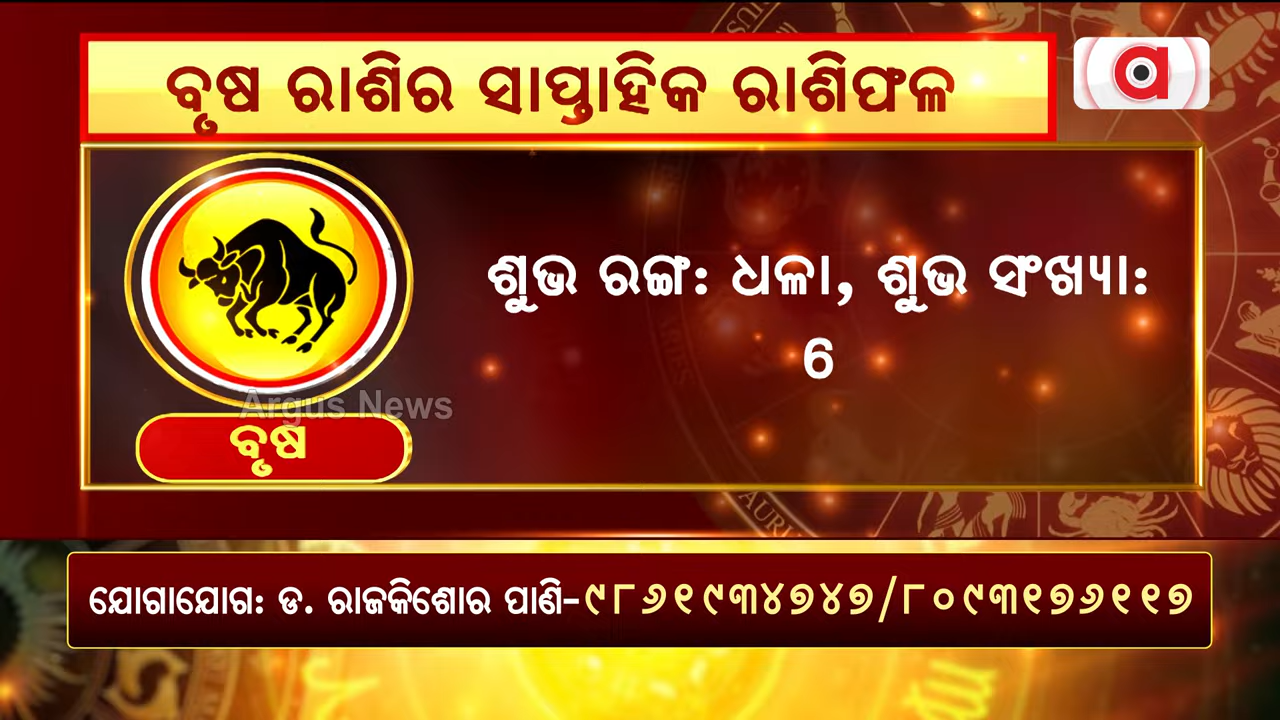 ବୃଷ ରାଶିର ସାପ୍ତାହିକ ରାଶିଫଳ
a
ଶୁଭ ରଙ୍ଗ: ଧଳା, ଶୁଭ ସଂଖ୍ୟା:
6
Argus News
ବୃଷ
ଯୋଗାଯୋଗ: ଡ. ରାଜକିଶୋର ପାଣି-୯୮୬୧୯୩୪୭୪୭/୮୦୯୩୧୭୬୧୧୭